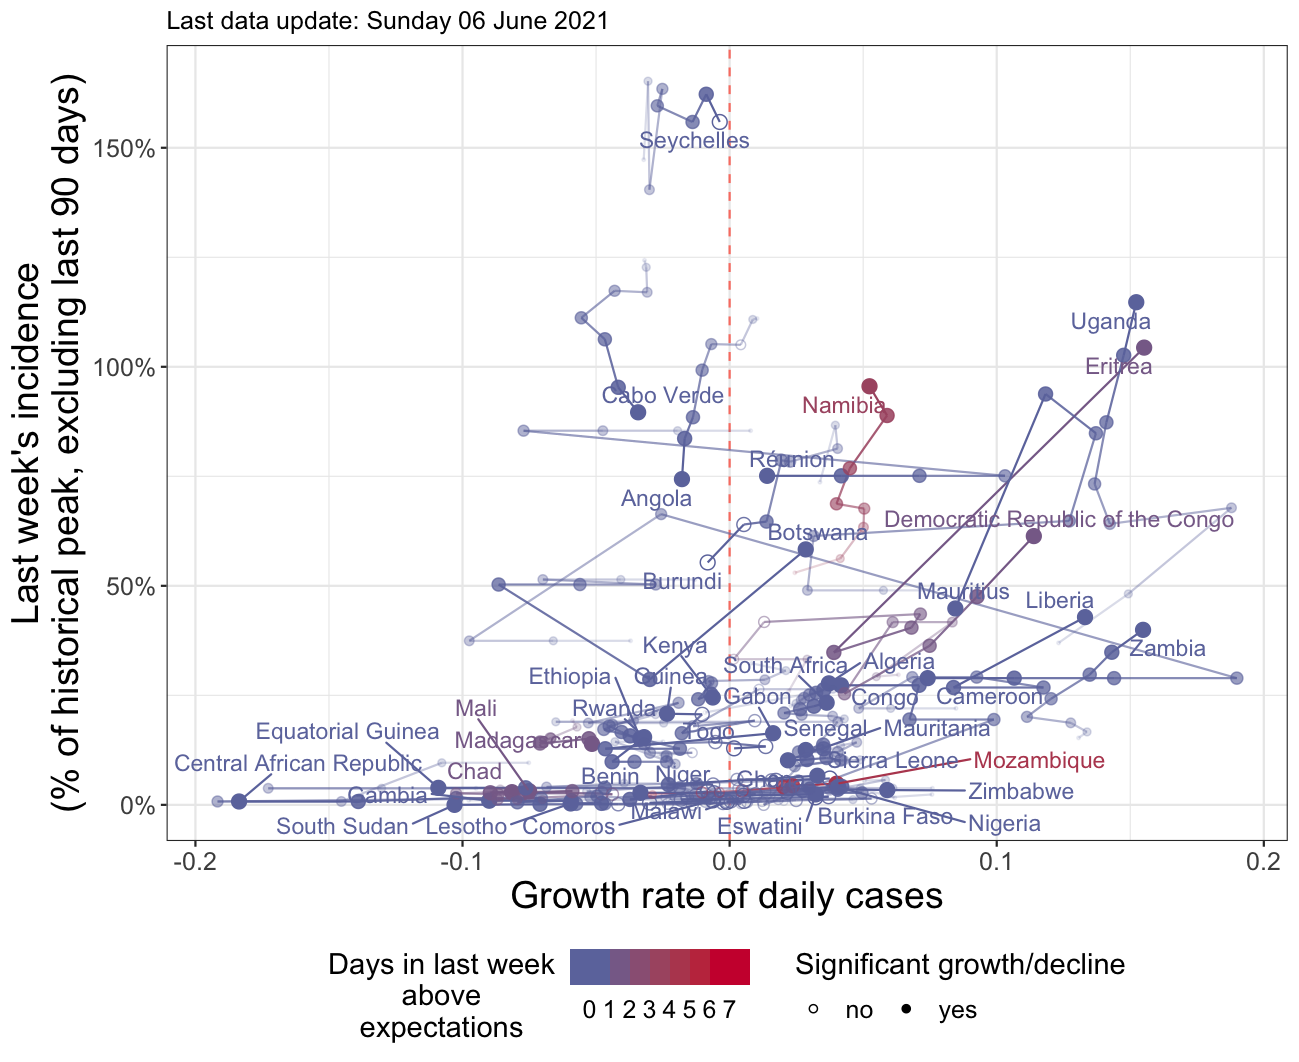 Last data update: Sunday 06 June 2021
Last week's incidence
(% of historical peak, excluding last 90 days)
150%
100%
50%
0%
Seychelles
Uganda
Eritrea
Cabo Verde
Namibia
Réunion
Angola
Democratic Republic of the Congo
Botswana
Burundi
Mauritius
Liberia
Kenya
Zambia
South Africa
Algeria
Ethiopia
Guinea
Gabon
Congo
Cameroon
Mali
Rwanda
Equatorial Guinea
Togo
Senegal
Mauritania
Madagascar
Central African Republic
Sierra Leone
Mozambique
Chad
Benin
Niger
Ghana
Gambia
Zimbabwe
Malawi
Burkina Faso
South Sudan
Lesotho
Comoros
Eswatini
Nigeria
-0.2
-0.1
0.0
0.1
0.2
Growth rate of daily cases
Days in last week
above
expectations
0 1 2 3 4 5 6 7
Significant growth/decline
no
yes